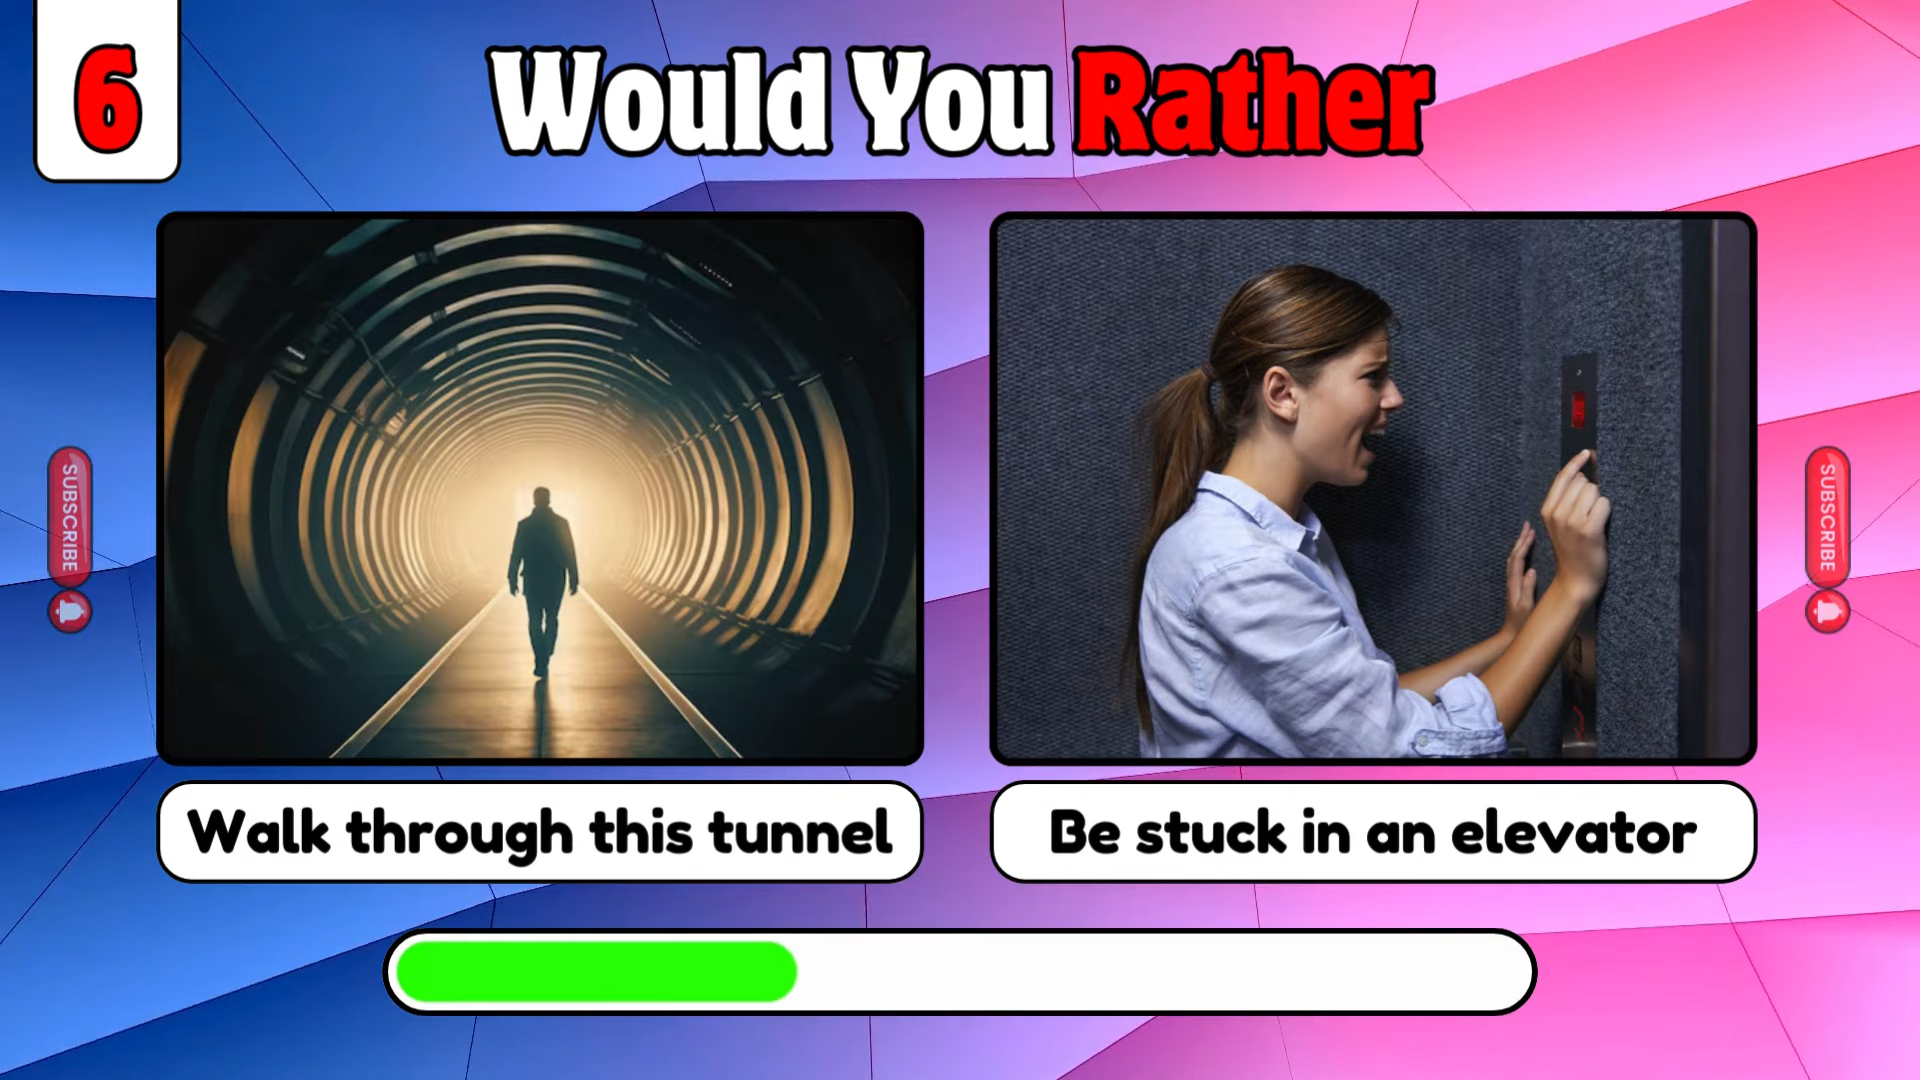 6
Would You Rather
SUBSCRIBE
SUBSCRIBE
Walk through this tunnel
Be stuck in an elevator